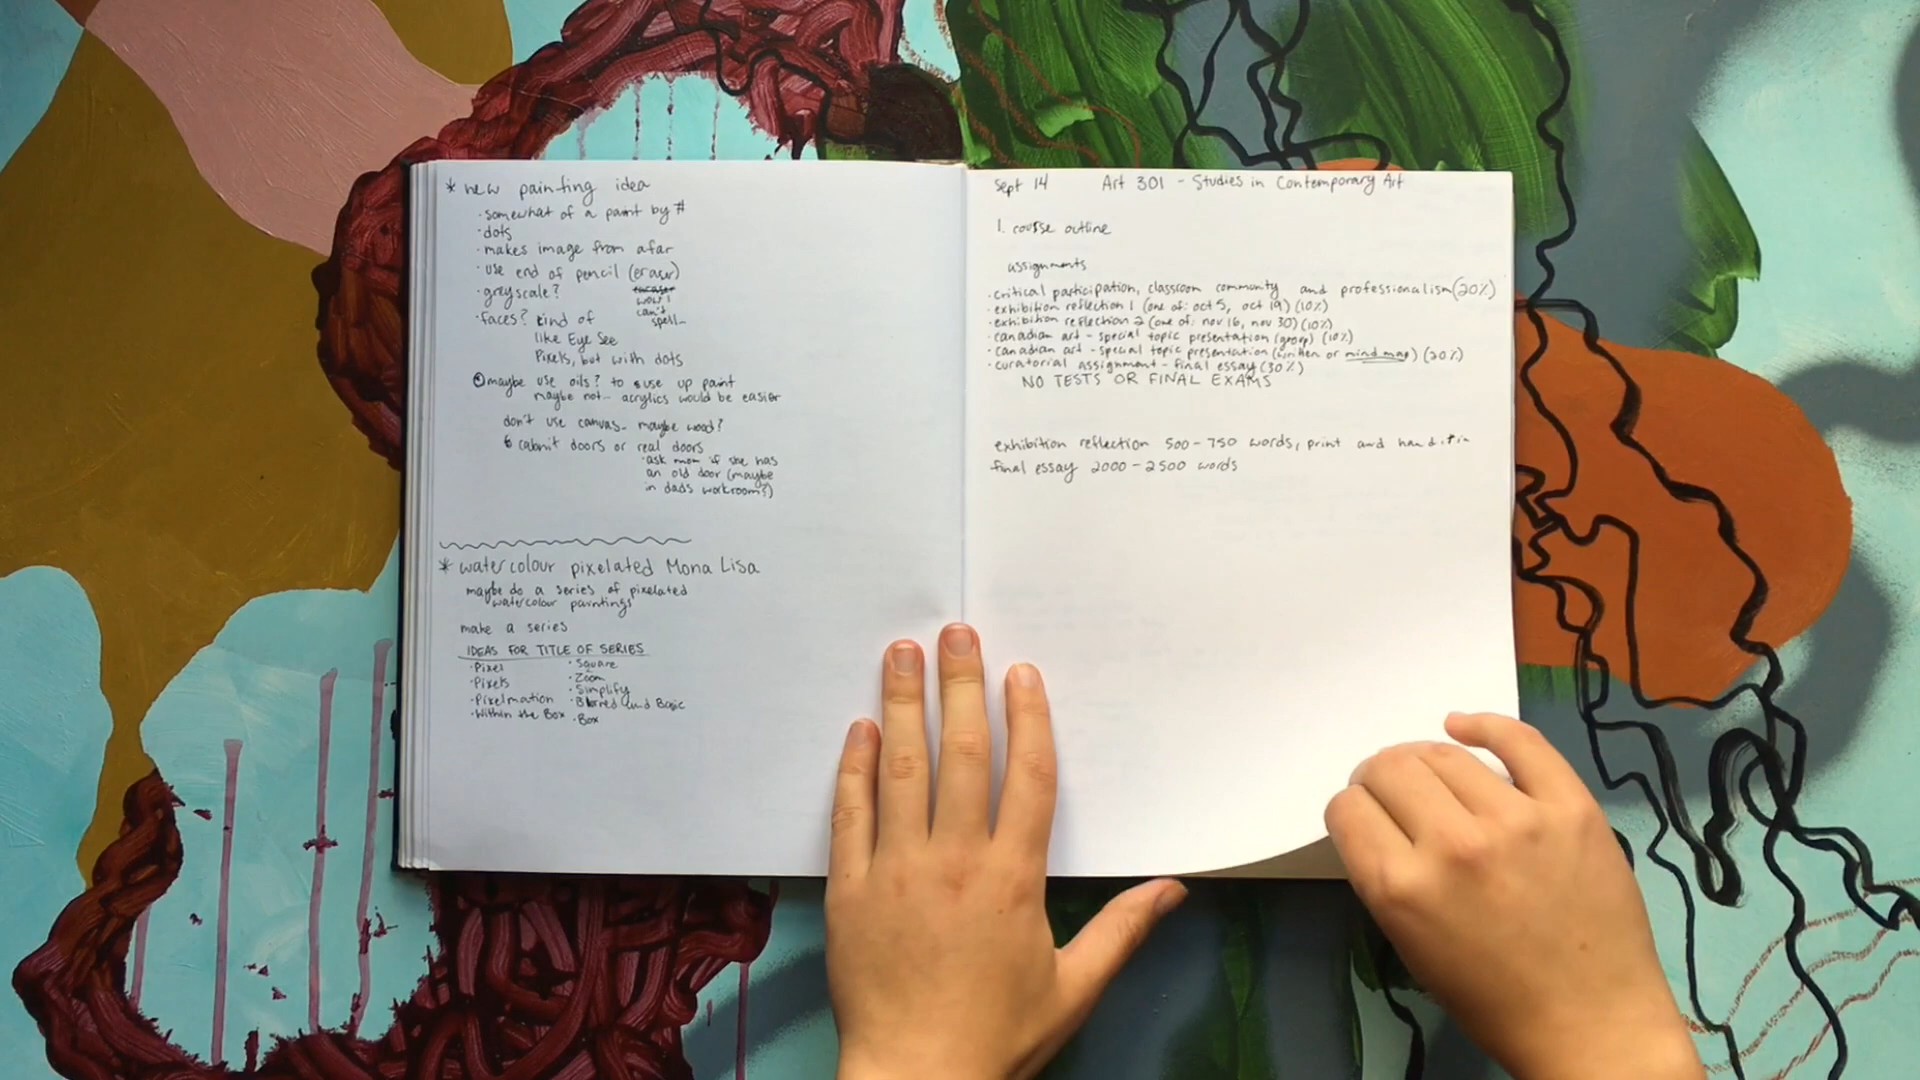 * new painting idea
· somewhat of a paint by #
· dots
· makes image from afar
· use end of pencil (eraser)
· greyscale?
wow i
can't
spell..
· faces? kind of
like Eye See
Pixels, but with dots
maybe use oils? to use up paint
maybe not... acrylics would be easier
don't use canvas... maybe wood?
cabnit doors or real doors
· ask mom if she has
an old door (maybe
in dads workroom?)
* watercolour pixelated Mona Lisa
maybe do a series of pixelated
watercolour paintings
make a series
IDEAS FOR TITLE OF SERIES
· Pixel
· Pixels
· Pixelmation
· Within the Box
· Square
· Zoom
· Simplify
· Blurred and Basic
· Box
Sept 14 Art 301 - Studies in Contemporary Art
1. course outline
assignments
· critical participation, classroom community and professionalism (20%)
· exhibition reflection 1 (one of: oct 5, oct 19) (10%)
· exhibition reflection 2 (one of: nov 16, nov 30) (10%)
· canadian art - special topic presentation (group) (10%)
· canadian art - special topic presentation (written or mind map) (20%)
· curatorial assignment - final essay (30%)
NO TESTS OR FINAL EXAMS
exhibition reflection 500-750 words, print and hand it in
final essay 2000-2500 words